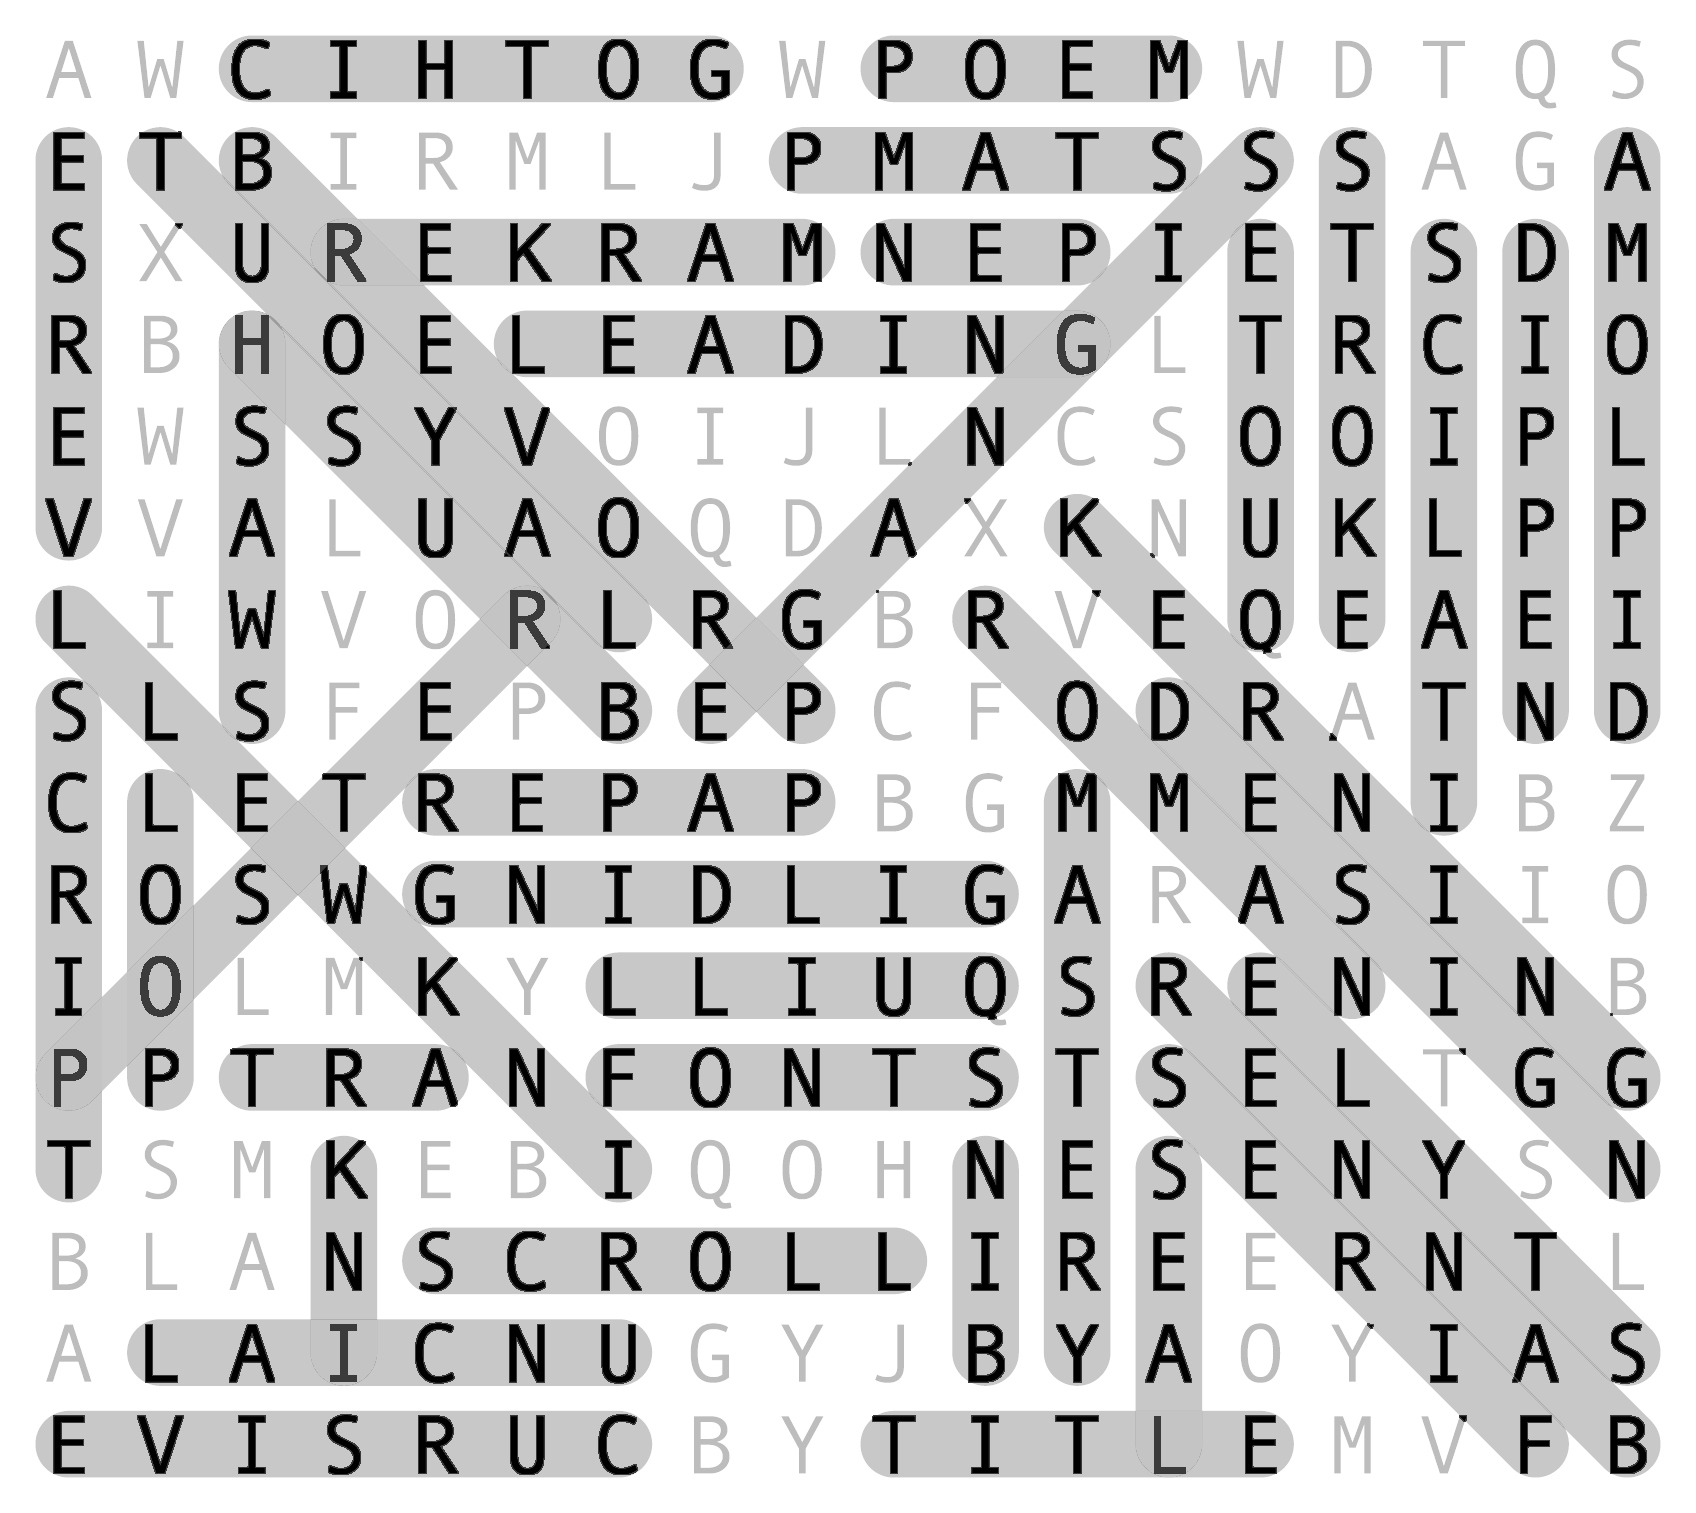 A W C I H T O G W P O E M W D T Q S
E T B I R M L J P M A T S S S A G A
S X U R E K R A M N E P I E T S D M
R B H O E L E A D I N G L T R C I O
E W S S Y V O I J L N C S O O I P L
V V A L U A O Q D A X K N U K L P P
L I W V O R L R G B R V E Q E A E I
S L S F E P B E P C F O D R A T N D
C L E T R E P A P B G M M E N I B Z
R O S W G N I D L I G A R A S I I O
I O L M K Y L L I U Q S R E N I N B
P P T R A N F O N T S T S E L T G G
T S M K E B I Q O H N E S E N Y S N
B L A N S C R O L L I R E E R N T L
A L A I C N U G Y J B Y A O Y I A S
E V I S R U C B Y T I T L E M V F B